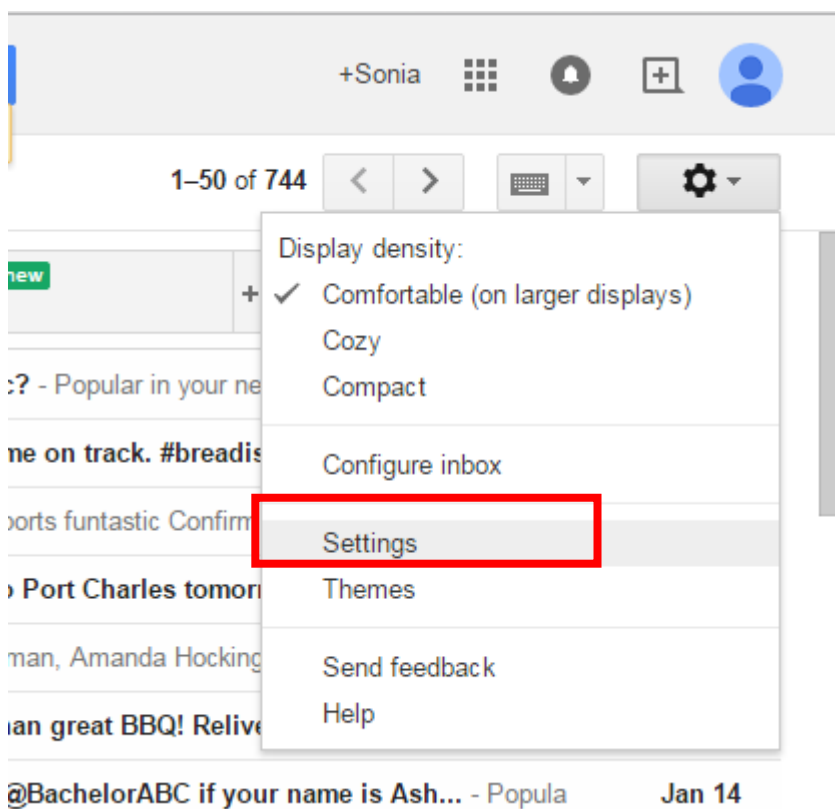 +Sonia
1–50 of 744
new
+
Display density:
✓ Comfortable (on larger displays)
Cozy
Compact
Configure inbox
Settings
Themes
Send feedback
Help
? - Popular in your ne
me on track. #breadis
orts funtastic Confirm
Port Charles tomorr
man, Amanda Hocking
an great BBQ! Relive
@BachelorABC if your name is Ash... - Popula Jan 14